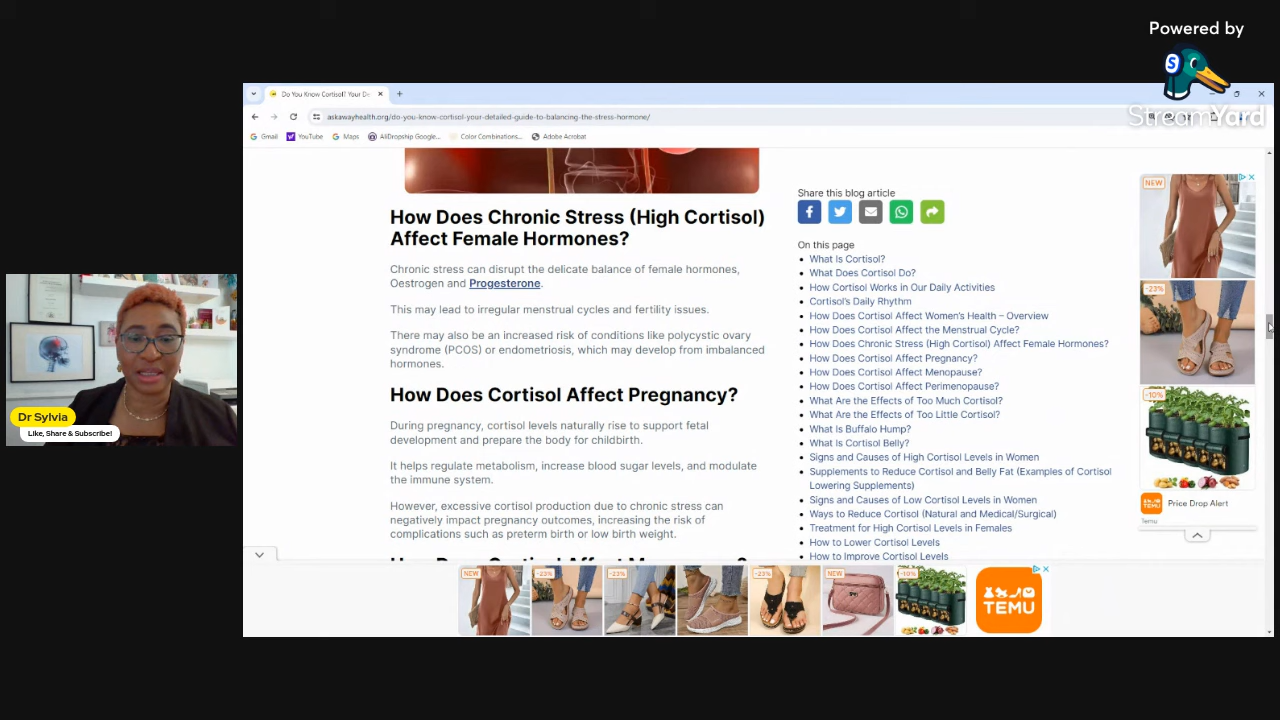 Powered by
S
StreamYard
Do You Know Cortisol? Your De
askawayhealth.org/do-you-know-cortisol-your-detailed-guide-to-balancing-the-stress-hormone/
Gmail
YouTube
Maps
AliDropship Google...
Color Combinations...
Adobe Acrobat
How Does Chronic Stress (High Cortisol)
Affect Female Hormones?
Chronic stress can disrupt the delicate balance of female hormones,
Oestrogen and Progesterone.
This may lead to irregular menstrual cycles and fertility issues.
There may also be an increased risk of conditions like polycystic ovary
syndrome (PCOS) or endometriosis, which may develop from imbalanced
hormones.
How Does Cortisol Affect Pregnancy?
During pregnancy, cortisol levels naturally rise to support fetal
development and prepare the body for childbirth.
It helps regulate metabolism, increase blood sugar levels, and modulate
the immune system.
However, excessive cortisol production due to chronic stress can
negatively impact pregnancy outcomes, increasing the risk of
complications such as preterm birth or low birth weight.
Share this blog article
On this page
What Is Cortisol?
What Does Cortisol Do?
How Cortisol Works in Our Daily Activities
Cortisol's Daily Rhythm
How Does Cortisol Affect Women's Health – Overview
How Does Cortisol Affect the Menstrual Cycle?
How Does Chronic Stress (High Cortisol) Affect Female Hormones?
How Does Cortisol Affect Pregnancy?
How Does Cortisol Affect Menopause?
How Does Cortisol Affect Perimenopause?
What Are the Effects of Too Much Cortisol?
What Are the Effects of Too Little Cortisol?
What Is Buffalo Hump?
What Is Cortisol Belly?
Signs and Causes of High Cortisol Levels in Women
Supplements to Reduce Cortisol and Belly Fat (Examples of Cortisol
Lowering Supplements)
Signs and Causes of Low Cortisol Levels in Women
Ways to Reduce Cortisol (Natural and Medical/Surgical)
Treatment for High Cortisol Levels in Females
How to Lower Cortisol Levels
How to Improve Cortisol Levels
NEW
-23%
-10%
Price Drop Alert
Temu
Dr Sylvia
Like, Share & Subscribe!
NEW
-23%
-23%
-23%
NEW
-10%
TEMU